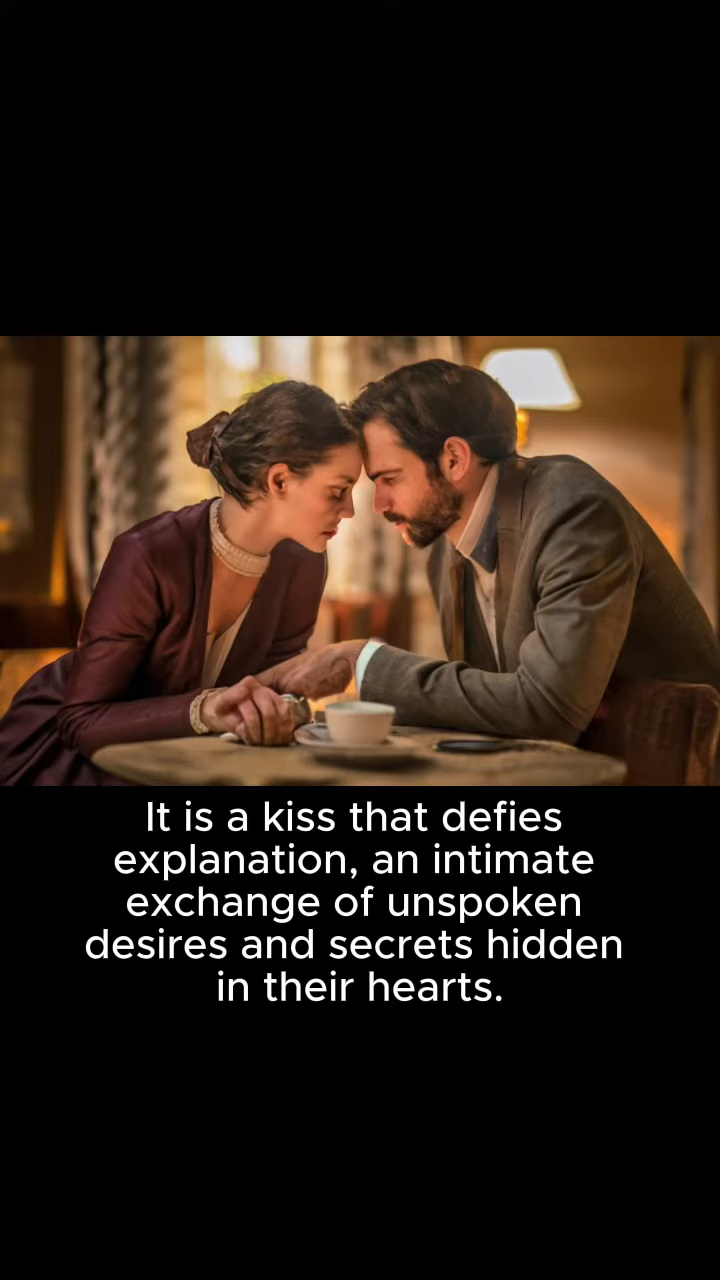 It is a kiss that defies
explanation, an intimate
exchange of unspoken
desires and secrets hidden
in their hearts.